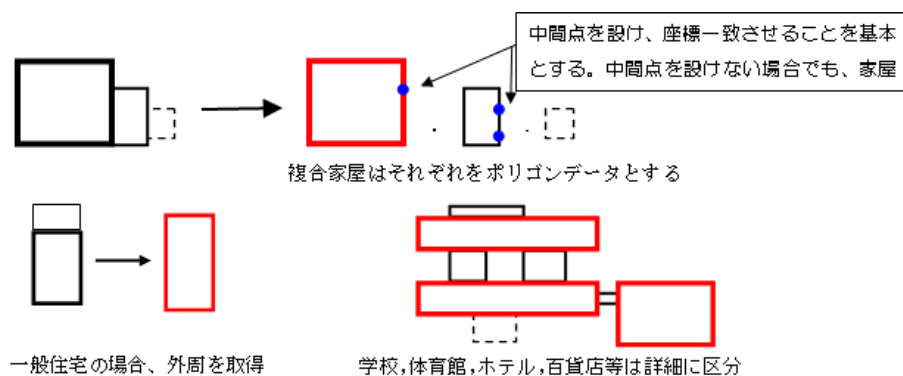 中間点を設け、座標一致させることを基本
とする。中間点を設けない場合でも、家屋
複合家屋はそれぞれをポリゴンデータとする
一般住宅の場合、外周を取得
学校,体育館,ホテル,百貨店等は詳細に区分